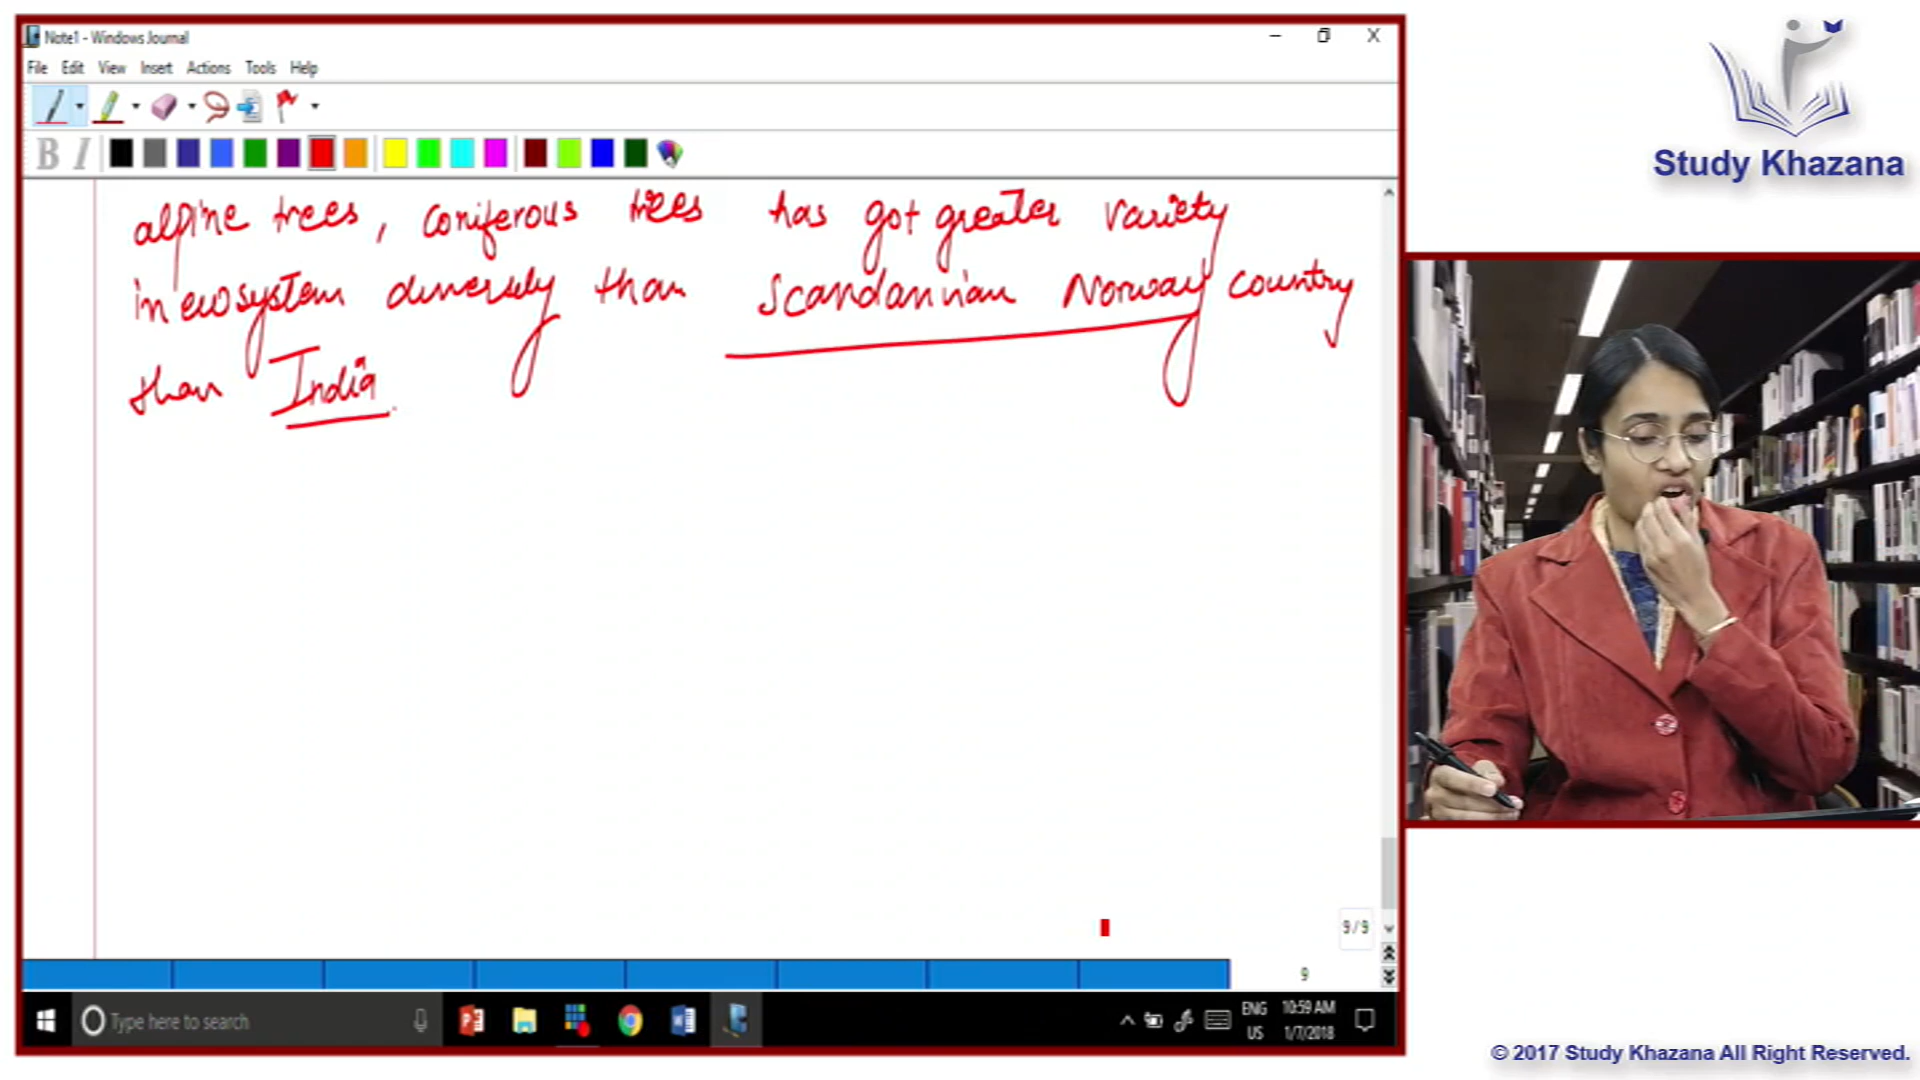 Note1 - Windows Journal
File Edit View Insert Actions Tools Help
B I
alpine trees, coniferous trees has got greater variety
in ecosystem diversity than Scandanvian Norway country
than India.
9/9
9
Type here to search
ENG
US
10:59 AM
1/7/2018
Study Khazana
© 2017 Study Khazana All Right Reserved.